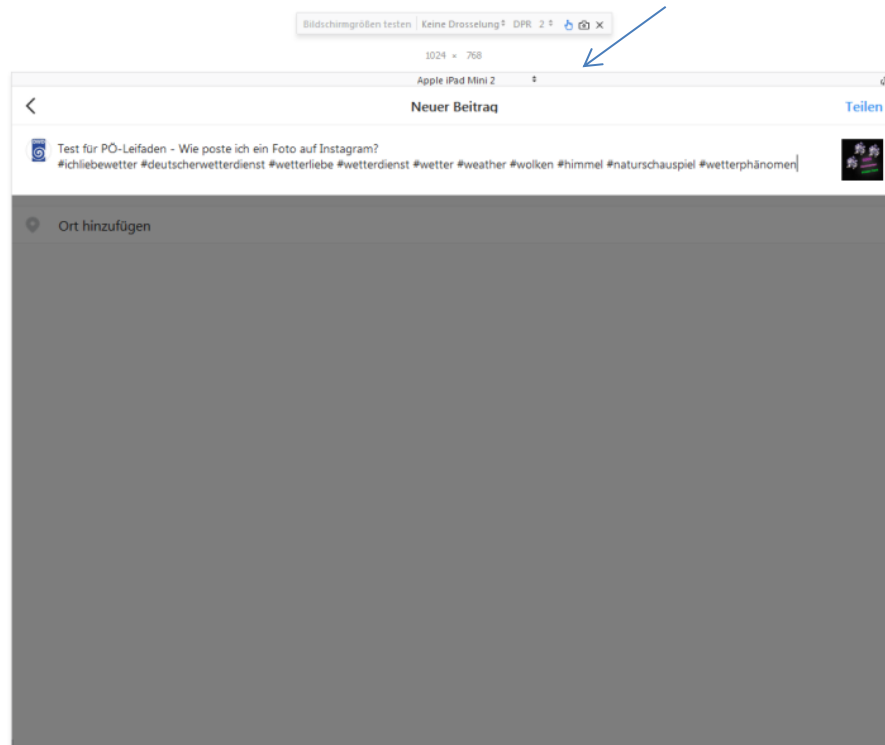 Bildschirmgrößen testen Keine Drosselung DPR 2
1024 × 768
Apple iPad Mini 2
Neuer Beitrag Teilen
Test für PÖ-Leifaden - Wie poste ich ein Foto auf Instagram?
#ichliebewetter #deutscherwetterdienst #wetterliebe #wetterdienst #wetter #weather #wolken #himmel #naturschauspiel #wetterphänomen
Ort hinzufügen